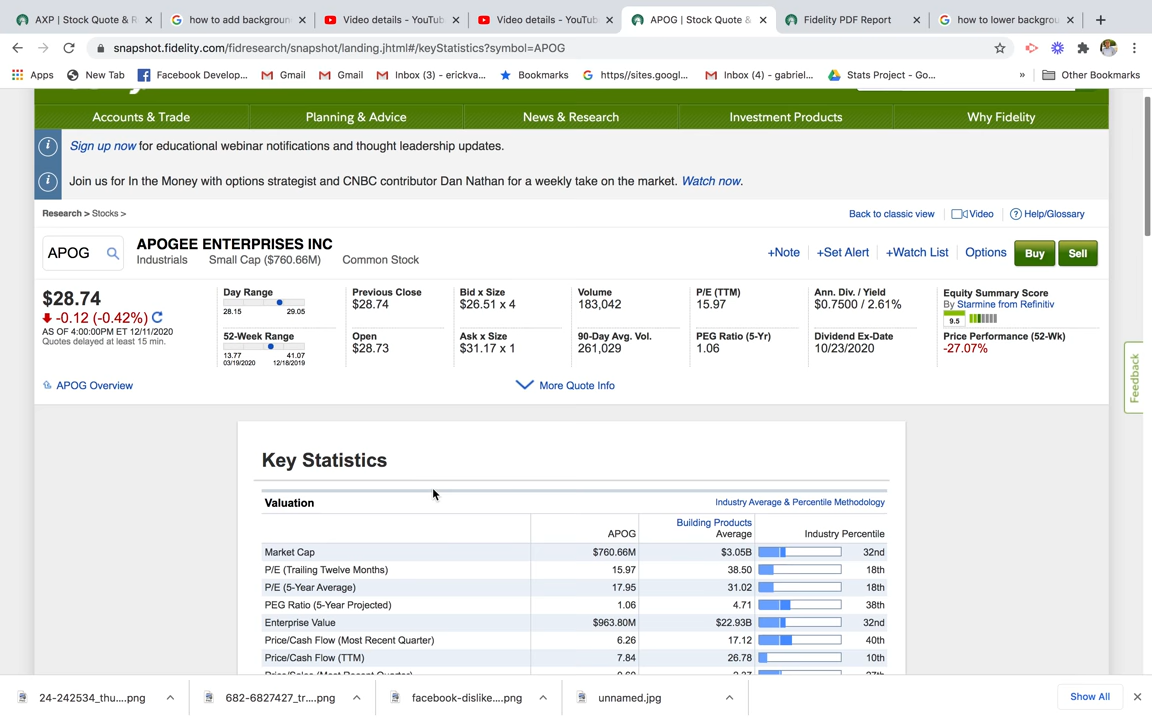 AXP | Stock Quote & R
how to add backgroun
Video details - YouTub
Video details - YouTub
APOG | Stock Quote &
Fidelity PDF Report
how to lower backgrou
snapshot.fidelity.com/fidresearch/snapshot/landing.jhtml#/keyStatistics?symbol=APOG
Apps
New Tab
Facebook Develop...
Gmail
Gmail
Inbox (3) - erickva...
Bookmarks
https//sites.googl...
Inbox (4) - gabriel...
Stats Project - Go...
»
Other Bookmarks
Accounts & Trade
Planning & Advice
News & Research
Investment Products
Why Fidelity
Sign up now for educational webinar notifications and thought leadership updates.
Join us for In the Money with options strategist and CNBC contributor Dan Nathan for a weekly take on the market. Watch now.
Research > Stocks >
Back to classic view
Video
Help/Glossary
APOG
APOGEE ENTERPRISES INC
Industrials Small Cap ($760.66M) Common Stock
+Note
+Set Alert
+Watch List
Options
Buy
Sell
$28.74
-0.12 (-0.42%)
AS OF 4:00:00PM ET 12/11/2020
Quotes delayed at least 15 min.
Day Range
28.15 29.05
52-Week Range
13.77 41.07
03/19/2020 12/18/2019
Previous Close
$28.74
Open
$28.73
Bid x Size
$26.51 x 4
Ask x Size
$31.17 x 1
Volume
183,042
90-Day Avg. Vol.
261,029
P/E (TTM)
15.97
PEG Ratio (5-Yr)
1.06
Ann. Div. / Yield
$0.7500 / 2.61%
Dividend Ex-Date
10/23/2020
Equity Summary Score
By Starmine from Refinitiv
9.5
Price Performance (52-Wk)
-27.07%
APOG Overview
More Quote Info
Feedback
Key Statistics
Valuation
Industry Average & Percentile Methodology
APOG Building Products Average Industry Percentile
Market Cap $760.66M $3.05B 32nd
P/E (Trailing Twelve Months) 15.97 38.50 18th
P/E (5-Year Average) 17.95 31.02 18th
PEG Ratio (5-Year Projected) 1.06 4.71 38th
Enterprise Value $963.80M $22.93B 32nd
Price/Cash Flow (Most Recent Quarter) 6.26 17.12 40th
Price/Cash Flow (TTM) 7.84 26.78 10th
24-242534_thu....png
682-6827427_tr....png
facebook-dislike....png
unnamed.jpg
Show All